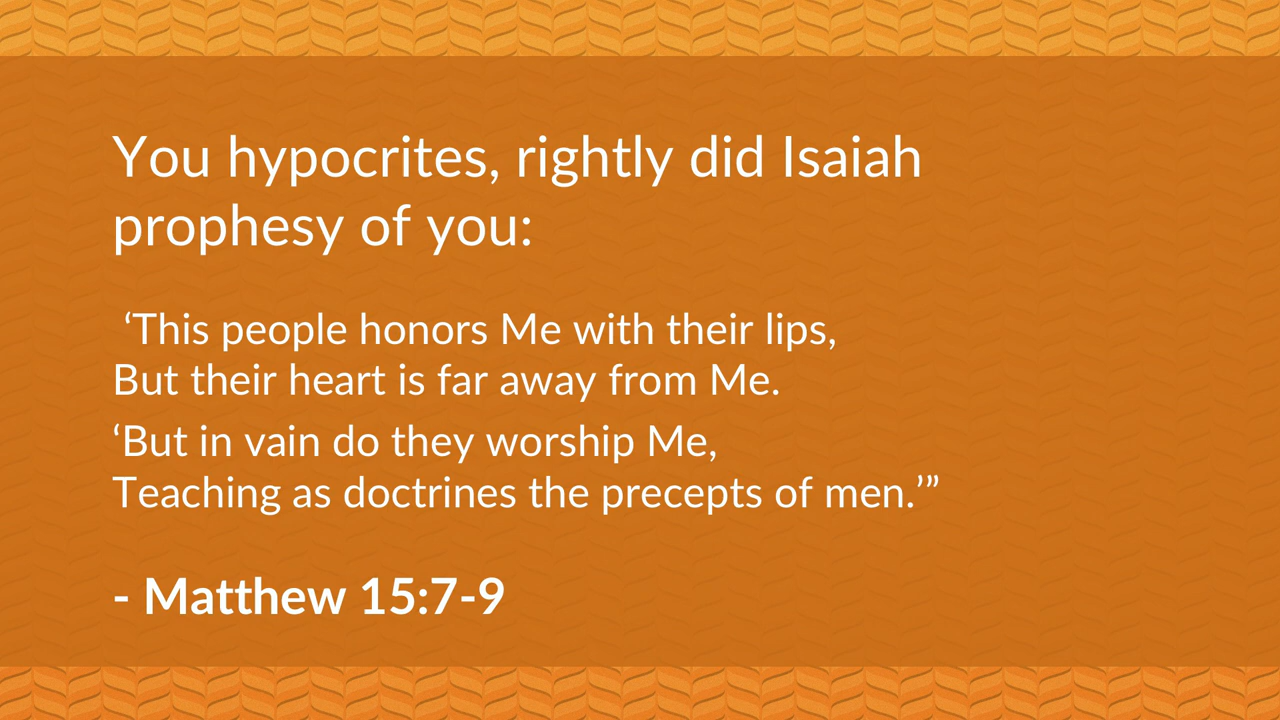 You hypocrites, rightly did Isaiah
prophesy of you:
‘This people honors Me with their lips,
But their heart is far away from Me.
‘But in vain do they worship Me,
Teaching as doctrines the precepts of men.’”
- Matthew 15:7-9